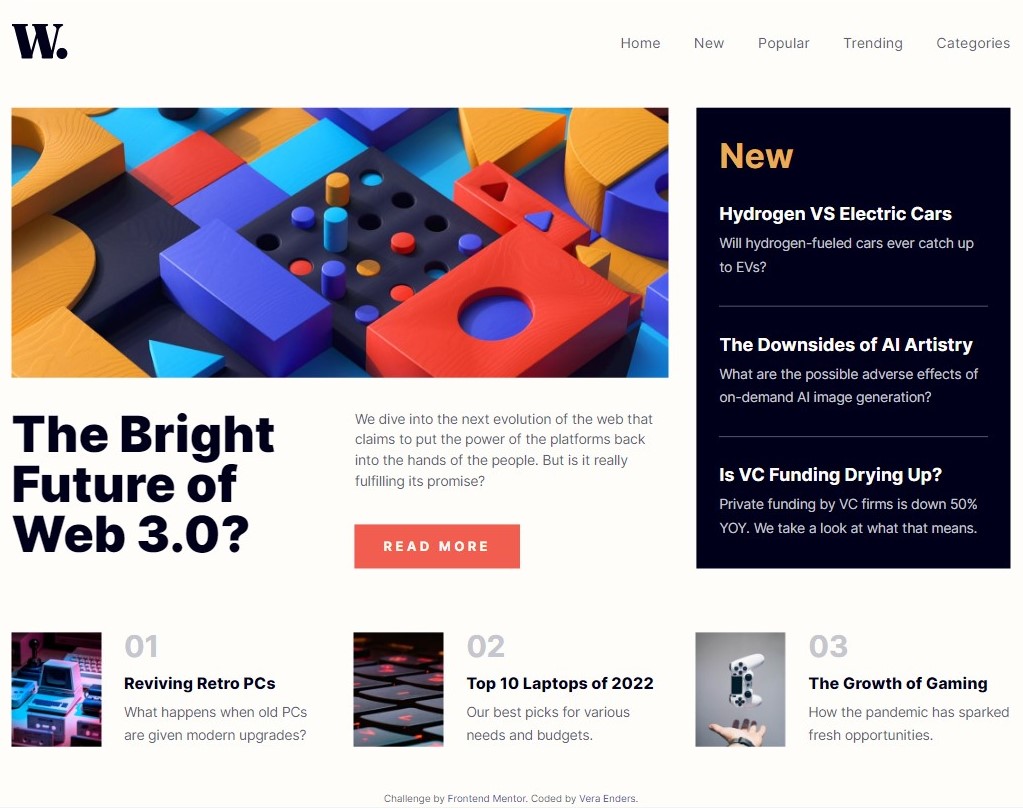 W.
Home New Popular Trending Categories
The Bright
Future of
Web 3.0?
We dive into the next evolution of the web that
claims to put the power of the platforms back
into the hands of the people. But is it really
fulfilling its promise?
READ MORE
New
Hydrogen VS Electric Cars
Will hydrogen-fueled cars ever catch up
to EVs?
The Downsides of AI Artistry
What are the possible adverse effects of
on-demand AI image generation?
Is VC Funding Drying Up?
Private funding by VC firms is down 50%
YOY. We take a look at what that means.
01
Reviving Retro PCs
What happens when old PCs
are given modern upgrades?
02
Top 10 Laptops of 2022
Our best picks for various
needs and budgets.
03
The Growth of Gaming
How the pandemic has sparked
fresh opportunities.
Challenge by Frontend Mentor. Coded by Vera Enders.